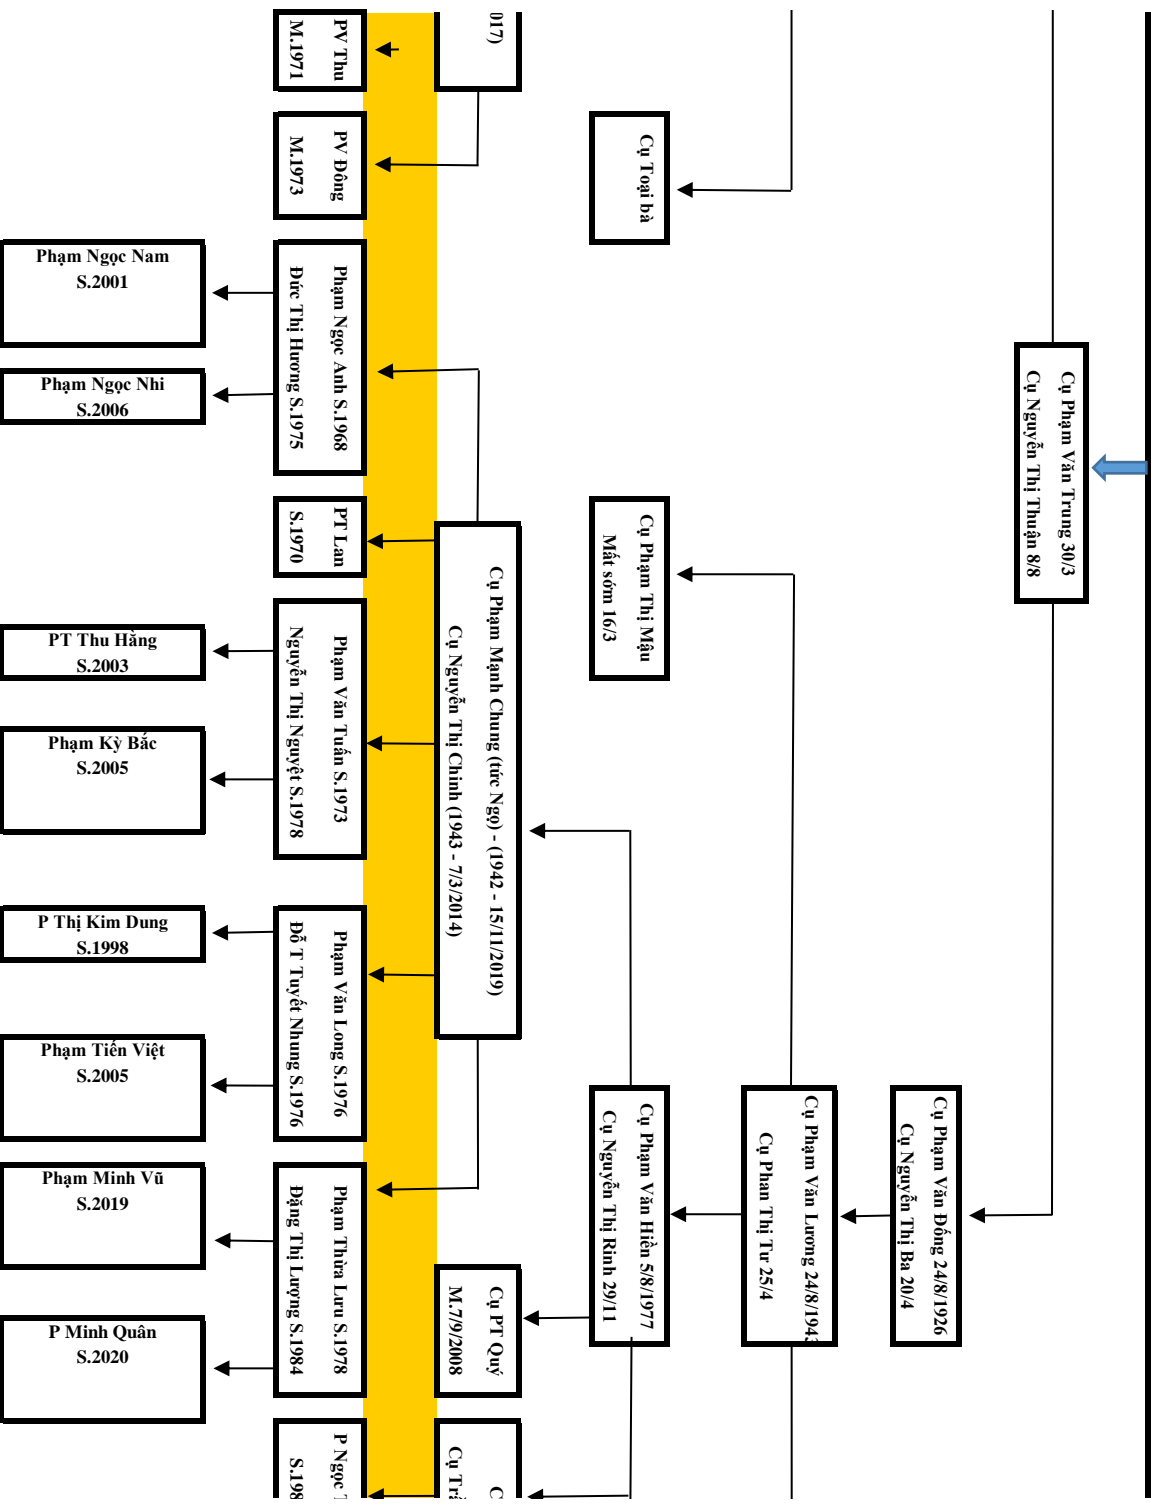 Cụ Phạm Văn Trung 30/3
Cụ Nguyễn Thị Thuận 8/8
Cụ Phạm Văn Đống 24/8/1926
Cụ Nguyễn Thị Ba 20/4
Cụ Phạm Văn Lương 24/8/1943
Cụ Phan Thị Tư 25/4
Cụ Toại bà
Cụ Phạm Thị Mậu
Mất sớm 16/3
Cụ Phạm Văn Hiền 5/8/1977
Cụ Nguyễn Thị Rinh 29/11
017)
Cụ Phạm Mạnh Chung (tức Ngọ) - (1942 - 15/11/2019)
Cụ Nguyễn Thị Chinh (1943 - 7/3/2014)
Cụ PT Quý
M.7/9/2008
C
Cụ Tr
PV Thu
M.1971
PV Đông
M.1973
Phạm Ngọc Anh S.1968
Đức Thị Hương S.1975
PT Lan
S.1970
Phạm Văn Tuấn S.1973
Nguyễn Thị Nguyệt S.1978
Phạm Văn Long S.1976
Đỗ T Tuyết Nhung S.1976
Phạm Thừa Lưu S.1978
Đặng Thị Lượng S.1984
P Ngọc T
S.198
Phạm Ngọc Nam
S.2001
Phạm Ngọc Nhi
S.2006
PT Thu Hằng
S.2003
Phạm Kỳ Bắc
S.2005
P Thị Kim Dung
S.1998
Phạm Tiến Việt
S.2005
Phạm Minh Vũ
S.2019
P Minh Quân
S.2020